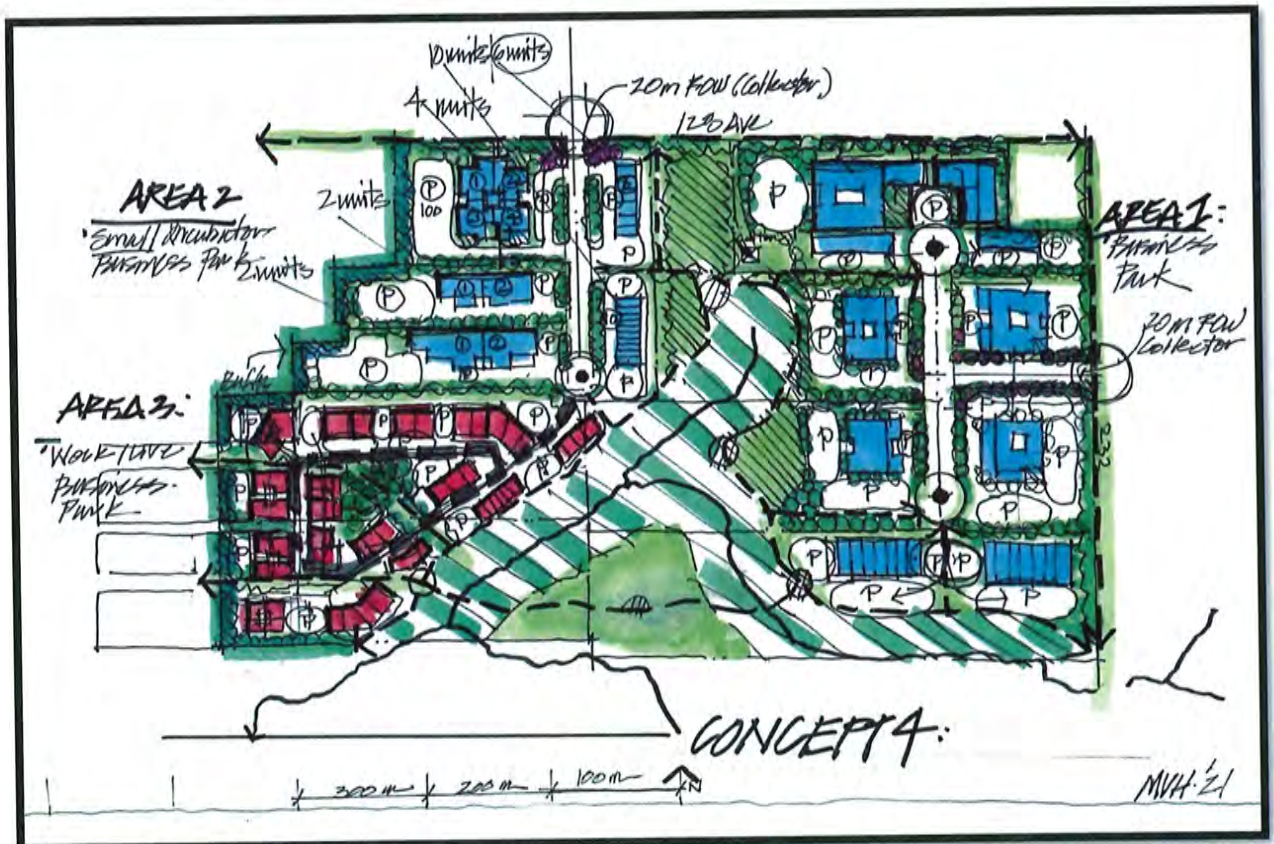 10 units 6 units
4 units
20m ROW (Collector)
128 AVE
AREA 2
2 units
• Small Incubator
Business Park
2 units
P
100
AREA 1:
Business
Park
20m ROW
Collector
232
AREA 3:
• Work/Live
Business
Park
P
P
P
P
P
P
P
P
P
P
P
P
CONCEPT 4:
300m 200m 100m N
MVH '21